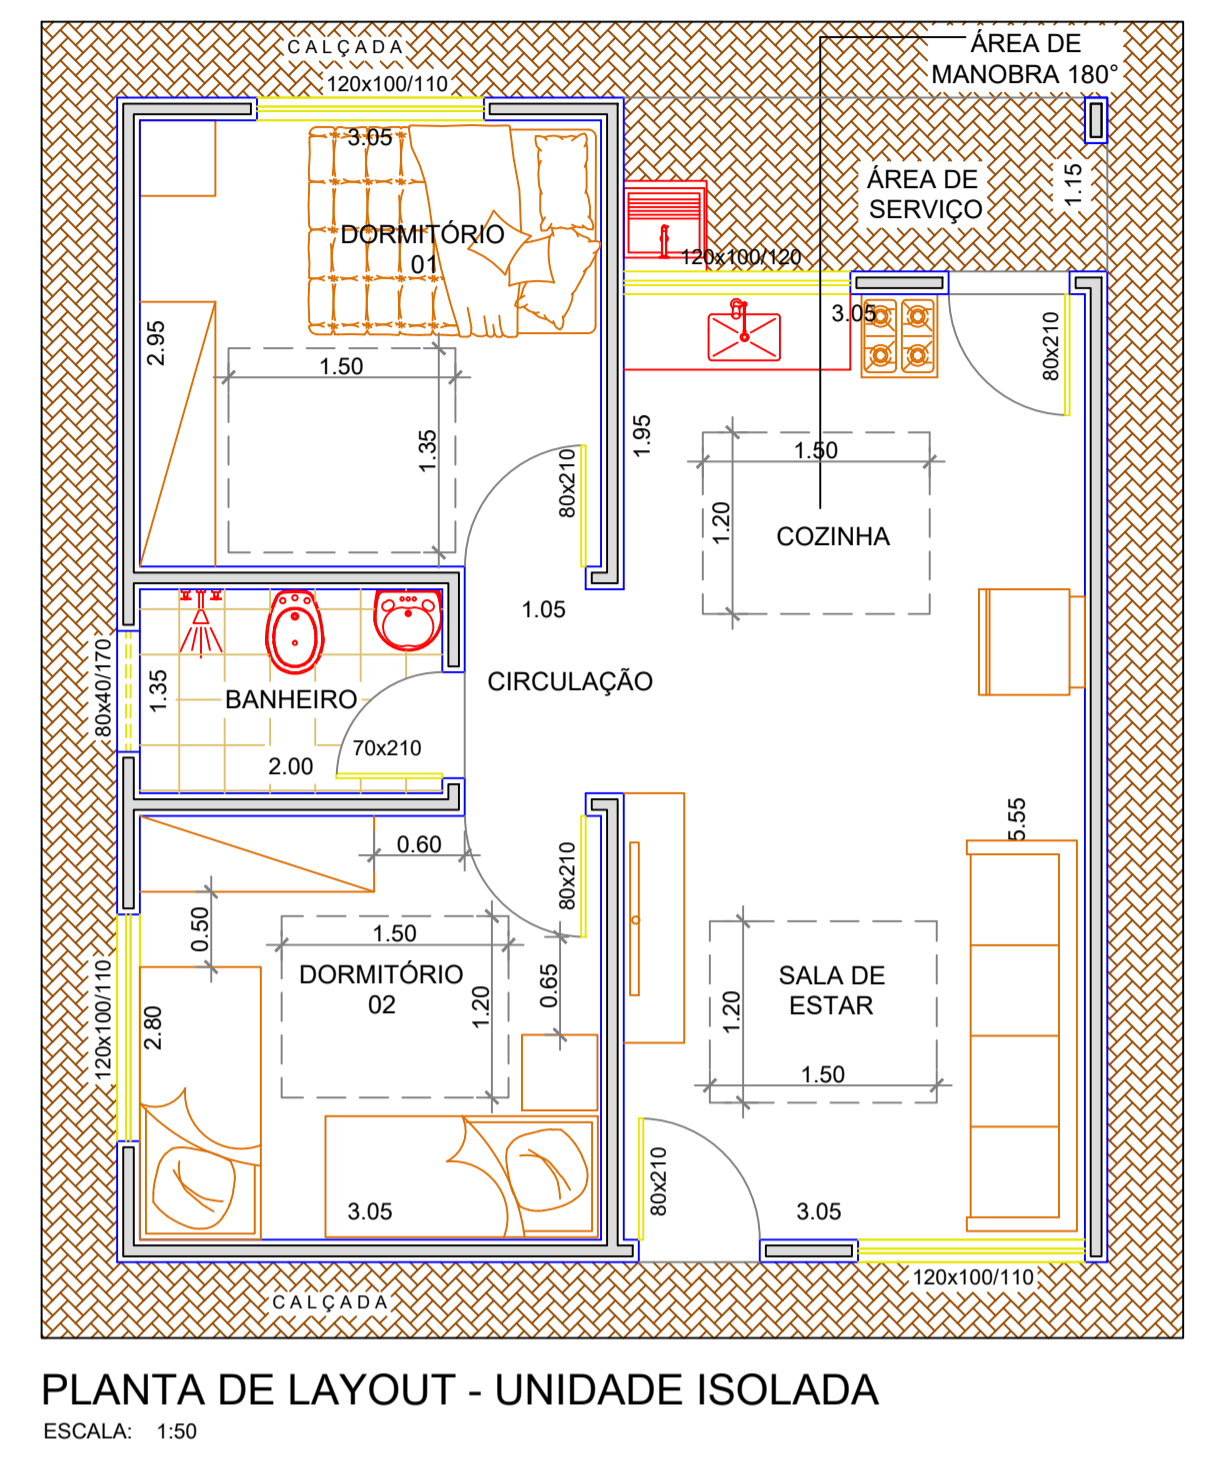 CALÇADA
ÁREA DE
MANOBRA 180°
120x100/110
3.05
1.15
ÁREA DE
SERVIÇO
DORMITÓRIO
01
120x100/120
3.05
80x210
2.95
1.50
1.35
1.95
1.50
80x210
1.20
COZINHA
1.05
80x40/170
1.35
BANHEIRO
CIRCULAÇÃO
70x210
2.00
5.55
0.60
80x210
0.50
1.50
DORMITÓRIO
02
1.20
0.65
SALA DE
ESTAR
1.20
120x100/110
2.80
1.50
80x210
3.05
3.05
120x100/110
CALÇADA
PLANTA DE LAYOUT - UNIDADE ISOLADA
ESCALA: 1:50